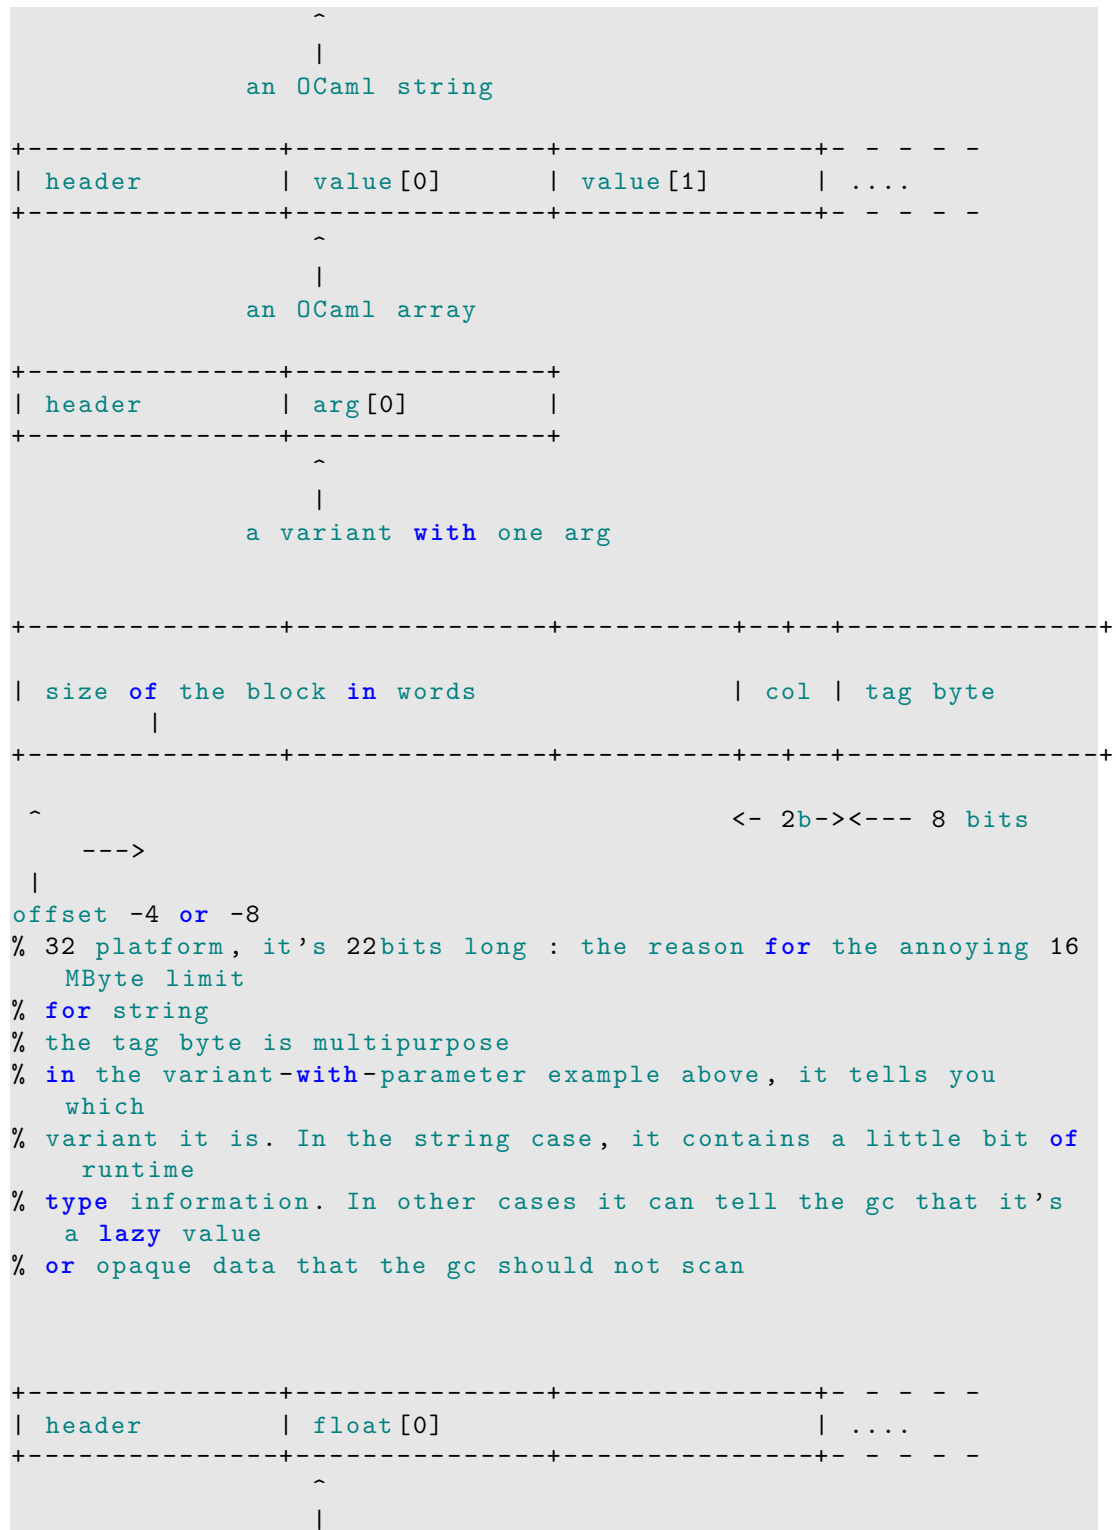 ^
                  |
              an OCaml string

+---------------+---------------+---------------+- - - - -
| header        | value[0]      | value[1]      | ....
+---------------+---------------+---------------+- - - - -
                  ^
                  |
              an OCaml array

+---------------+---------------+
| header        | arg[0]        |
+---------------+---------------+
                  ^
                  |
              a variant with one arg


+---------------+---------------+----------+--+--+---------------+

| size of the block in words               | col | tag byte
        |
+---------------+---------------+----------+--+--+---------------+

 ^                                         <- 2b-><--- 8 bits
    --->
 |
offset -4 or -8
% 32 platform, it's 22bits long : the reason for the annoying 16
   MByte limit
% for string
% the tag byte is multipurpose
% in the variant-with-parameter example above, it tells you
   which
% variant it is. In the string case, it contains a little bit of
    runtime
% type information. In other cases it can tell the gc that it's
   a lazy value
% or opaque data that the gc should not scan



+---------------+---------------+---------------+- - - - -
| header        | float[0]                      | ....
+---------------+---------------+---------------+- - - - -
                  ^
                  |